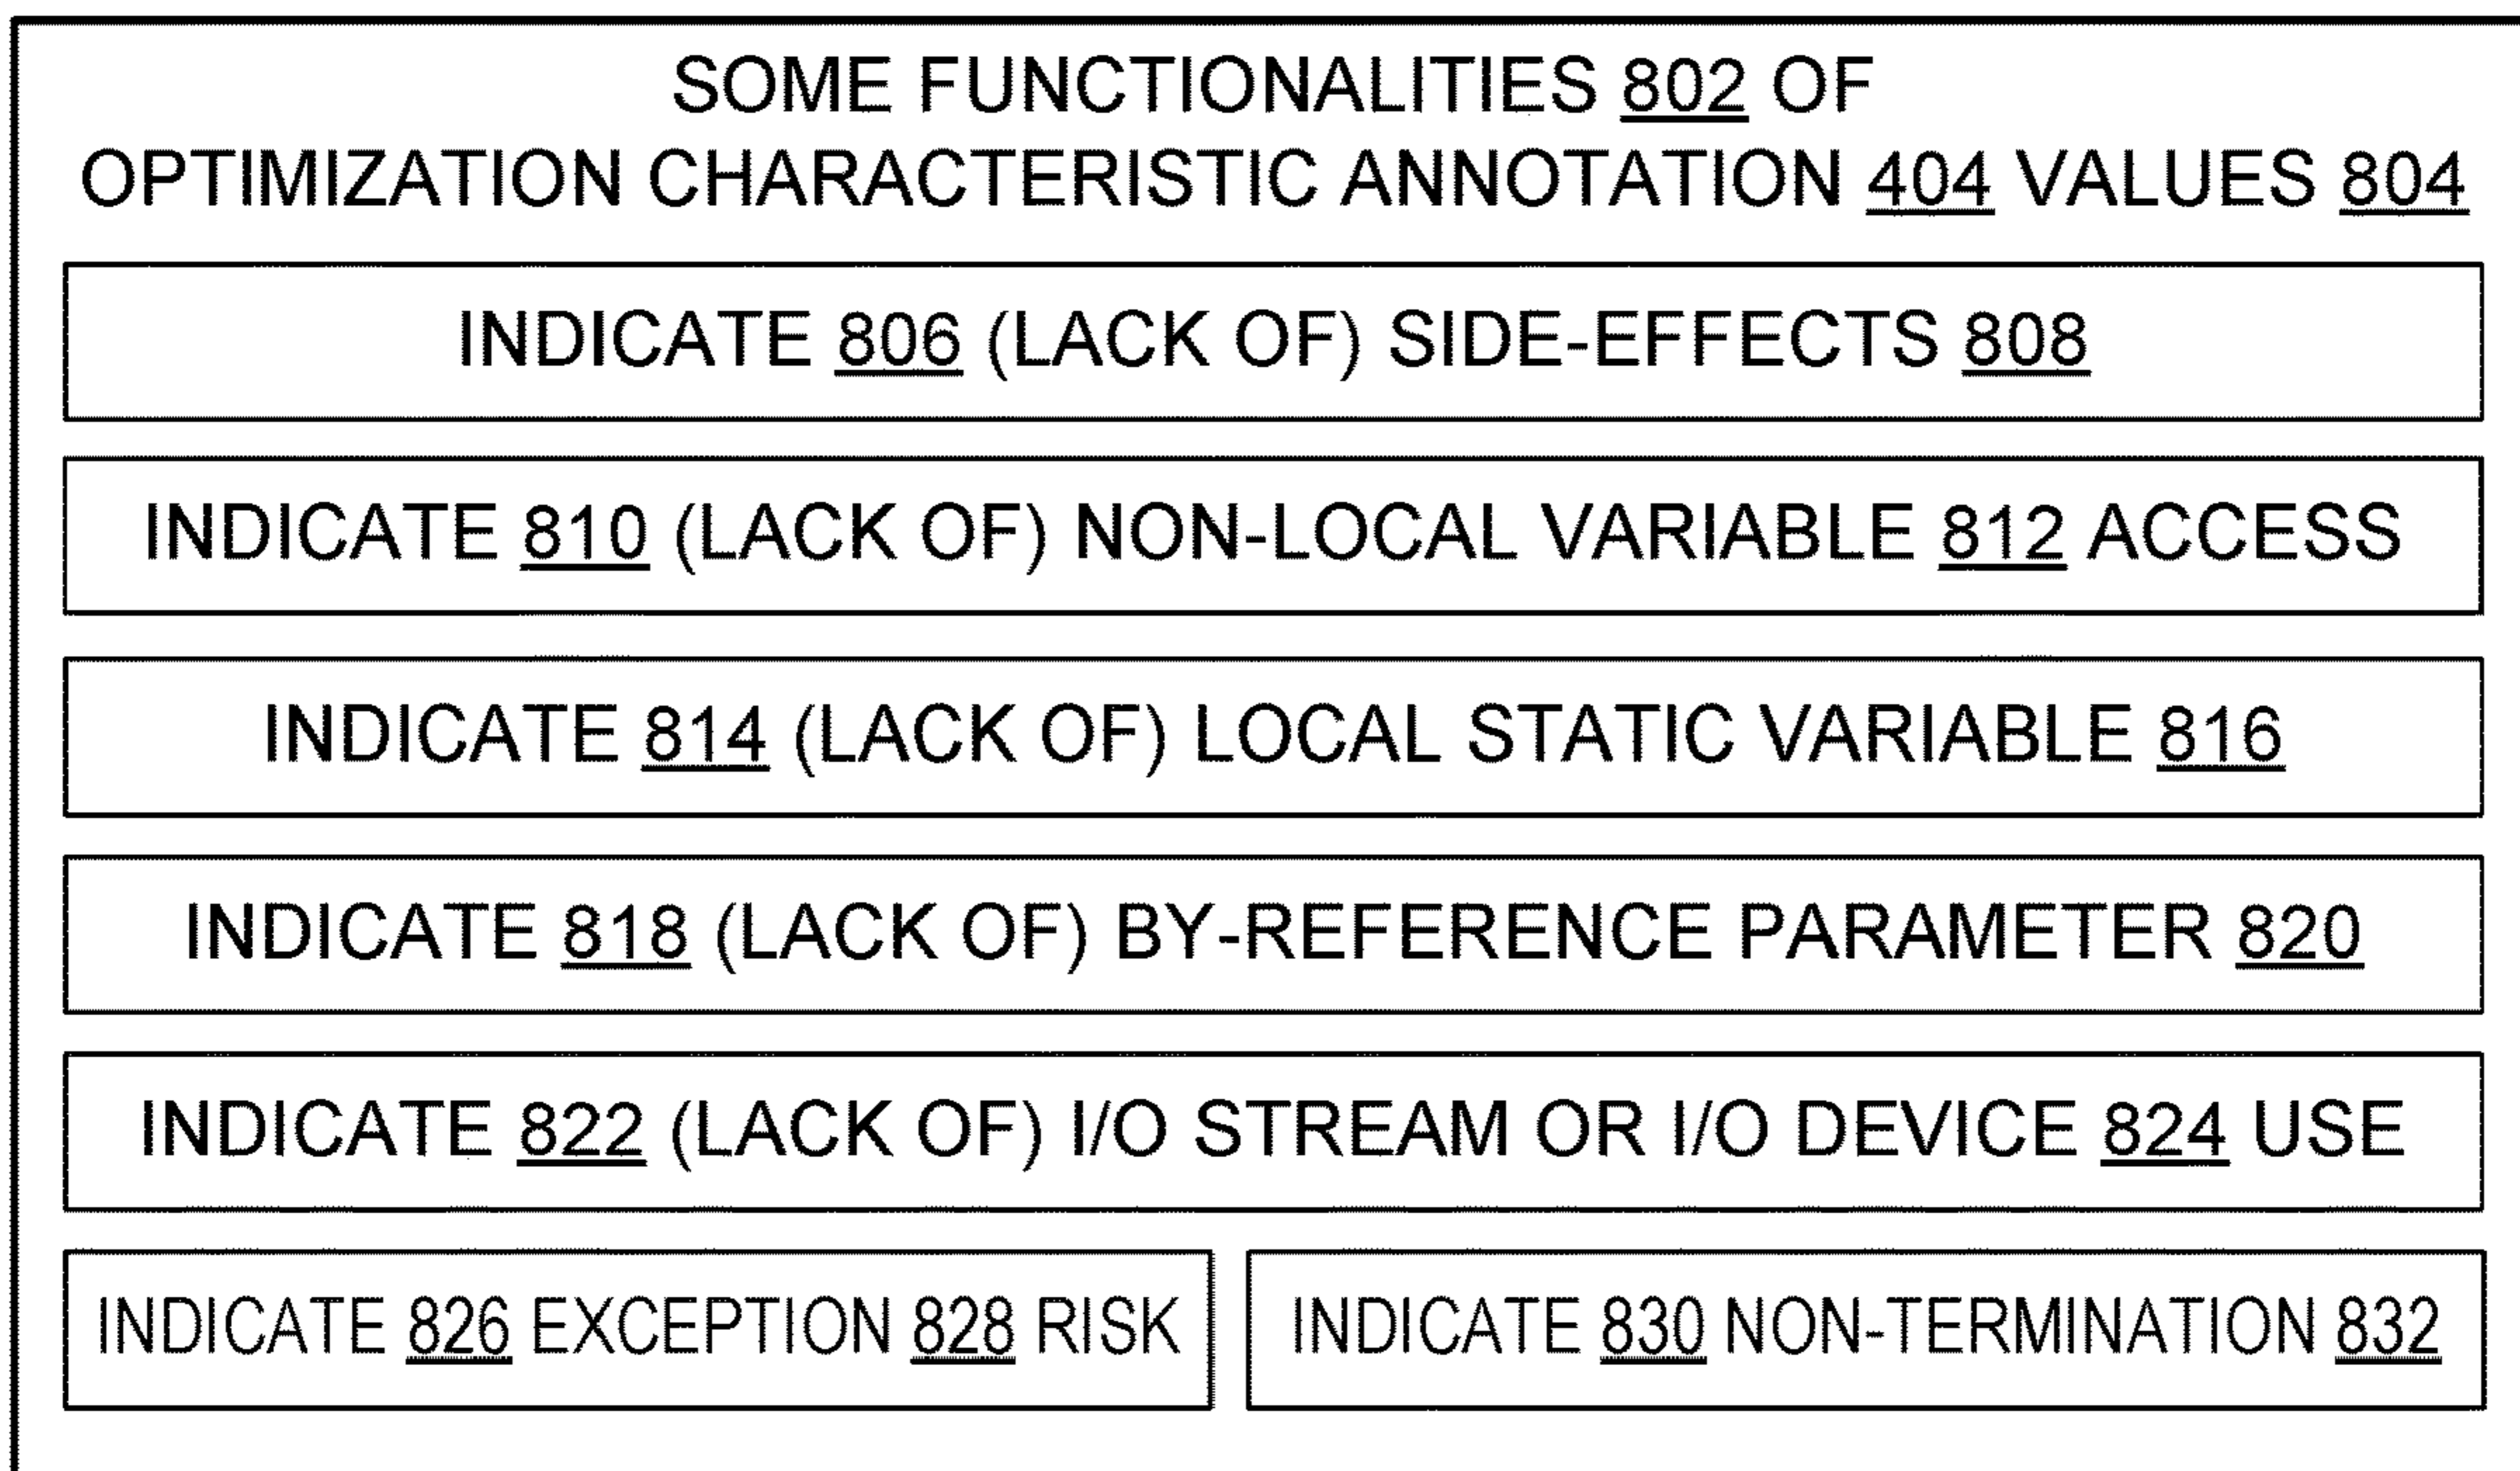 SOME FUNCTIONALITIES 802 OF
OPTIMIZATION CHARACTERISTIC ANNOTATION 404 VALUES 804
INDICATE 806 (LACK OF) SIDE-EFFECTS 808
INDICATE 810 (LACK OF) NON-LOCAL VARIABLE 812 ACCESS
INDICATE 814 (LACK OF) LOCAL STATIC VARIABLE 816
INDICATE 818 (LACK OF) BY-REFERENCE PARAMETER 820
INDICATE 822 (LACK OF) I/O STREAM OR I/O DEVICE 824 USE
INDICATE 826 EXCEPTION 828 RISK
INDICATE 830 NON-TERMINATION 832